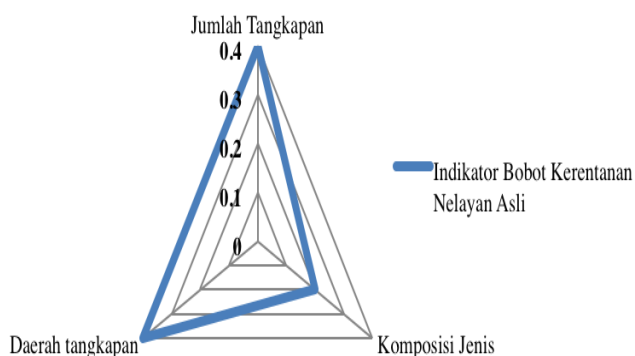 Jumlah Tangkapan
0.4
0.3
0.2
0.1
0
Indikator Bobot Kerentanan
Nelayan Asli
Daerah tangkapan
Komposisi Jenis